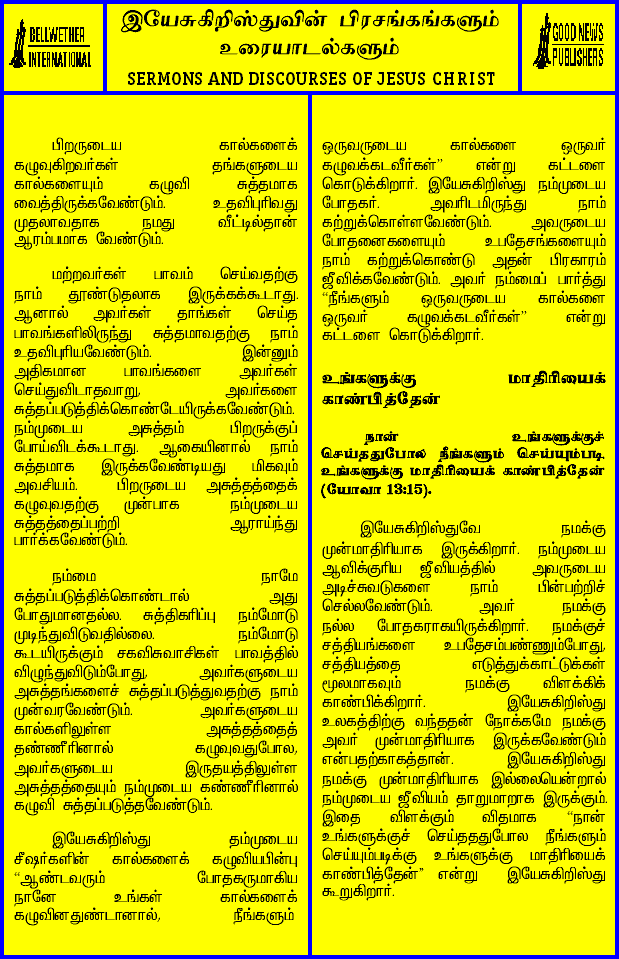 BELLWETHER
INTERNATIONAL
இயேசுகிறிஸ்துவின் பிரசங்கங்களும்
உரையாடல்களும்
SERMONS AND DISCOURSES OF JESUS CHRIST
GOOD NEWS
PUBLISHERS
பிறருடைய கால்களைக்
கழுவுகிறவர்கள் தங்களுடைய
கால்களையும் கழுவி சுத்தமாக
வைத்திருக்கவேண்டும். உதவிபுரிவது
முதலாவதாக நமது வீட்டில்தான்
ஆரம்பமாக வேண்டும்.
மற்றவர்கள் பாவம் செய்வதற்கு
நாம் தூண்டுதலாக இருக்கக்கூடாது.
ஆனால் அவர்கள் தாங்கள் செய்த
பாவங்களிலிருந்து சுத்தமாவதற்கு நாம்
உதவிபுரியவேண்டும். இன்னும்
அதிகமான பாவங்களை அவர்கள்
செய்துவிடாதவாறு, அவர்களை
சுத்தப்படுத்திக்கொண்டேயிருக்கவேண்டும்.
நம்முடைய அசுத்தம் பிறருக்குப்
போய்விடக்கூடாது. ஆகையினால் நாம்
சுத்தமாக இருக்கவேண்டியது மிகவும்
அவசியம். பிறருடைய அசுத்தத்தைக்
கழுவுவதற்கு முன்பாக நம்முடைய
சுத்தத்தைப்பற்றி ஆராய்ந்து
பார்க்கவேண்டும்.
நம்மை நாமே
சுத்தப்படுத்திக்கொண்டால் அது
போதுமானதல்ல. சுத்திகரிப்பு நம்மோடு
முடிந்துவிடுவதில்லை. நம்மோடு
கூடயிருக்கும் சகவிசுவாசிகள் பாவத்தில்
விழுந்துவிடும்போது, அவர்களுடைய
அசுத்தங்களைச் சுத்தப்படுத்துவதற்கு நாம்
முன்வரவேண்டும். அவர்களுடைய
கால்களிலுள்ள அசுத்தத்தைத்
தண்ணீரினால் கழுவுவதுபோல,
அவர்களுடைய இருதயத்திலுள்ள
அசுத்தத்தையும் நம்முடைய கண்ணீரினால்
கழுவி சுத்தப்படுத்தவேண்டும்.
இயேசுகிறிஸ்து தம்முடைய
சீஷர்களின் கால்களைக் கழுவியபின்பு
“ஆண்டவரும் போதகருமாகிய
நானே உங்கள் கால்களைக்
கழுவினதுண்டானால், நீங்களும்
ஒருவருடைய கால்களை ஒருவர்
கழுவக்கடவீர்கள்” என்று கட்டளை
கொடுக்கிறார். இயேசுகிறிஸ்து நம்முடைய
போதகர். அவரிடமிருந்து நாம்
கற்றுக்கொள்ளவேண்டும். அவருடைய
போதனைகளையும் உபதேசங்களையும்
நாம் கற்றுக்கொண்டு அதன் பிரகாரம்
ஜீவிக்கவேண்டும். அவர் நம்மைப் பார்த்து
“நீங்களும் ஒருவருடைய கால்களை
ஒருவர் கழுவக்கடவீர்கள்” என்று
கட்டளை கொடுக்கிறார்.
உங்களுக்கு மாதிரியைக்
காண்பித்தேன்
நான் உங்களுக்குச்
செய்ததுபோல நீங்களும் செய்யும்படி,
உங்களுக்கு மாதிரியைக் காண்பித்தேன்
(யோவா 13:15).
இயேசுகிறிஸ்துவே நமக்கு
முன்மாதிரியாக இருக்கிறார். நம்முடைய
ஆவிக்குரிய ஜீவியத்தில் அவருடைய
அடிச்சுவடுகளை நாம் பின்பற்றிச்
செல்லவேண்டும். அவர் நமக்கு
நல்ல போதகராகயிருக்கிறார். நமக்குச்
சத்தியங்களை உபதேசம்பண்ணும்போது,
சத்தியத்தை எடுத்துக்காட்டுக்கள்
மூலமாகவும் நமக்கு விளக்கிக்
காண்பிக்கிறார். இயேசுகிறிஸ்து
உலகத்திற்கு வந்ததன் நோக்கமே நமக்கு
அவர் முன்மாதிரியாக இருக்கவேண்டும்
என்பதற்காகத்தான். இயேசுகிறிஸ்து
நமக்கு முன்மாதிரியாக இல்லையென்றால்
நம்முடைய ஜீவியம் தாறுமாறாக இருக்கும்.
இதை விளக்கும் விதமாக “நான்
உங்களுக்குச் செய்தததுபோல நீங்களும்
செய்யும்படிக்கு உங்களுக்கு மாதிரியைக்
காண்பித்தேன்” என்று இயேசுகிறிஸ்து
கூறுகிறார்.